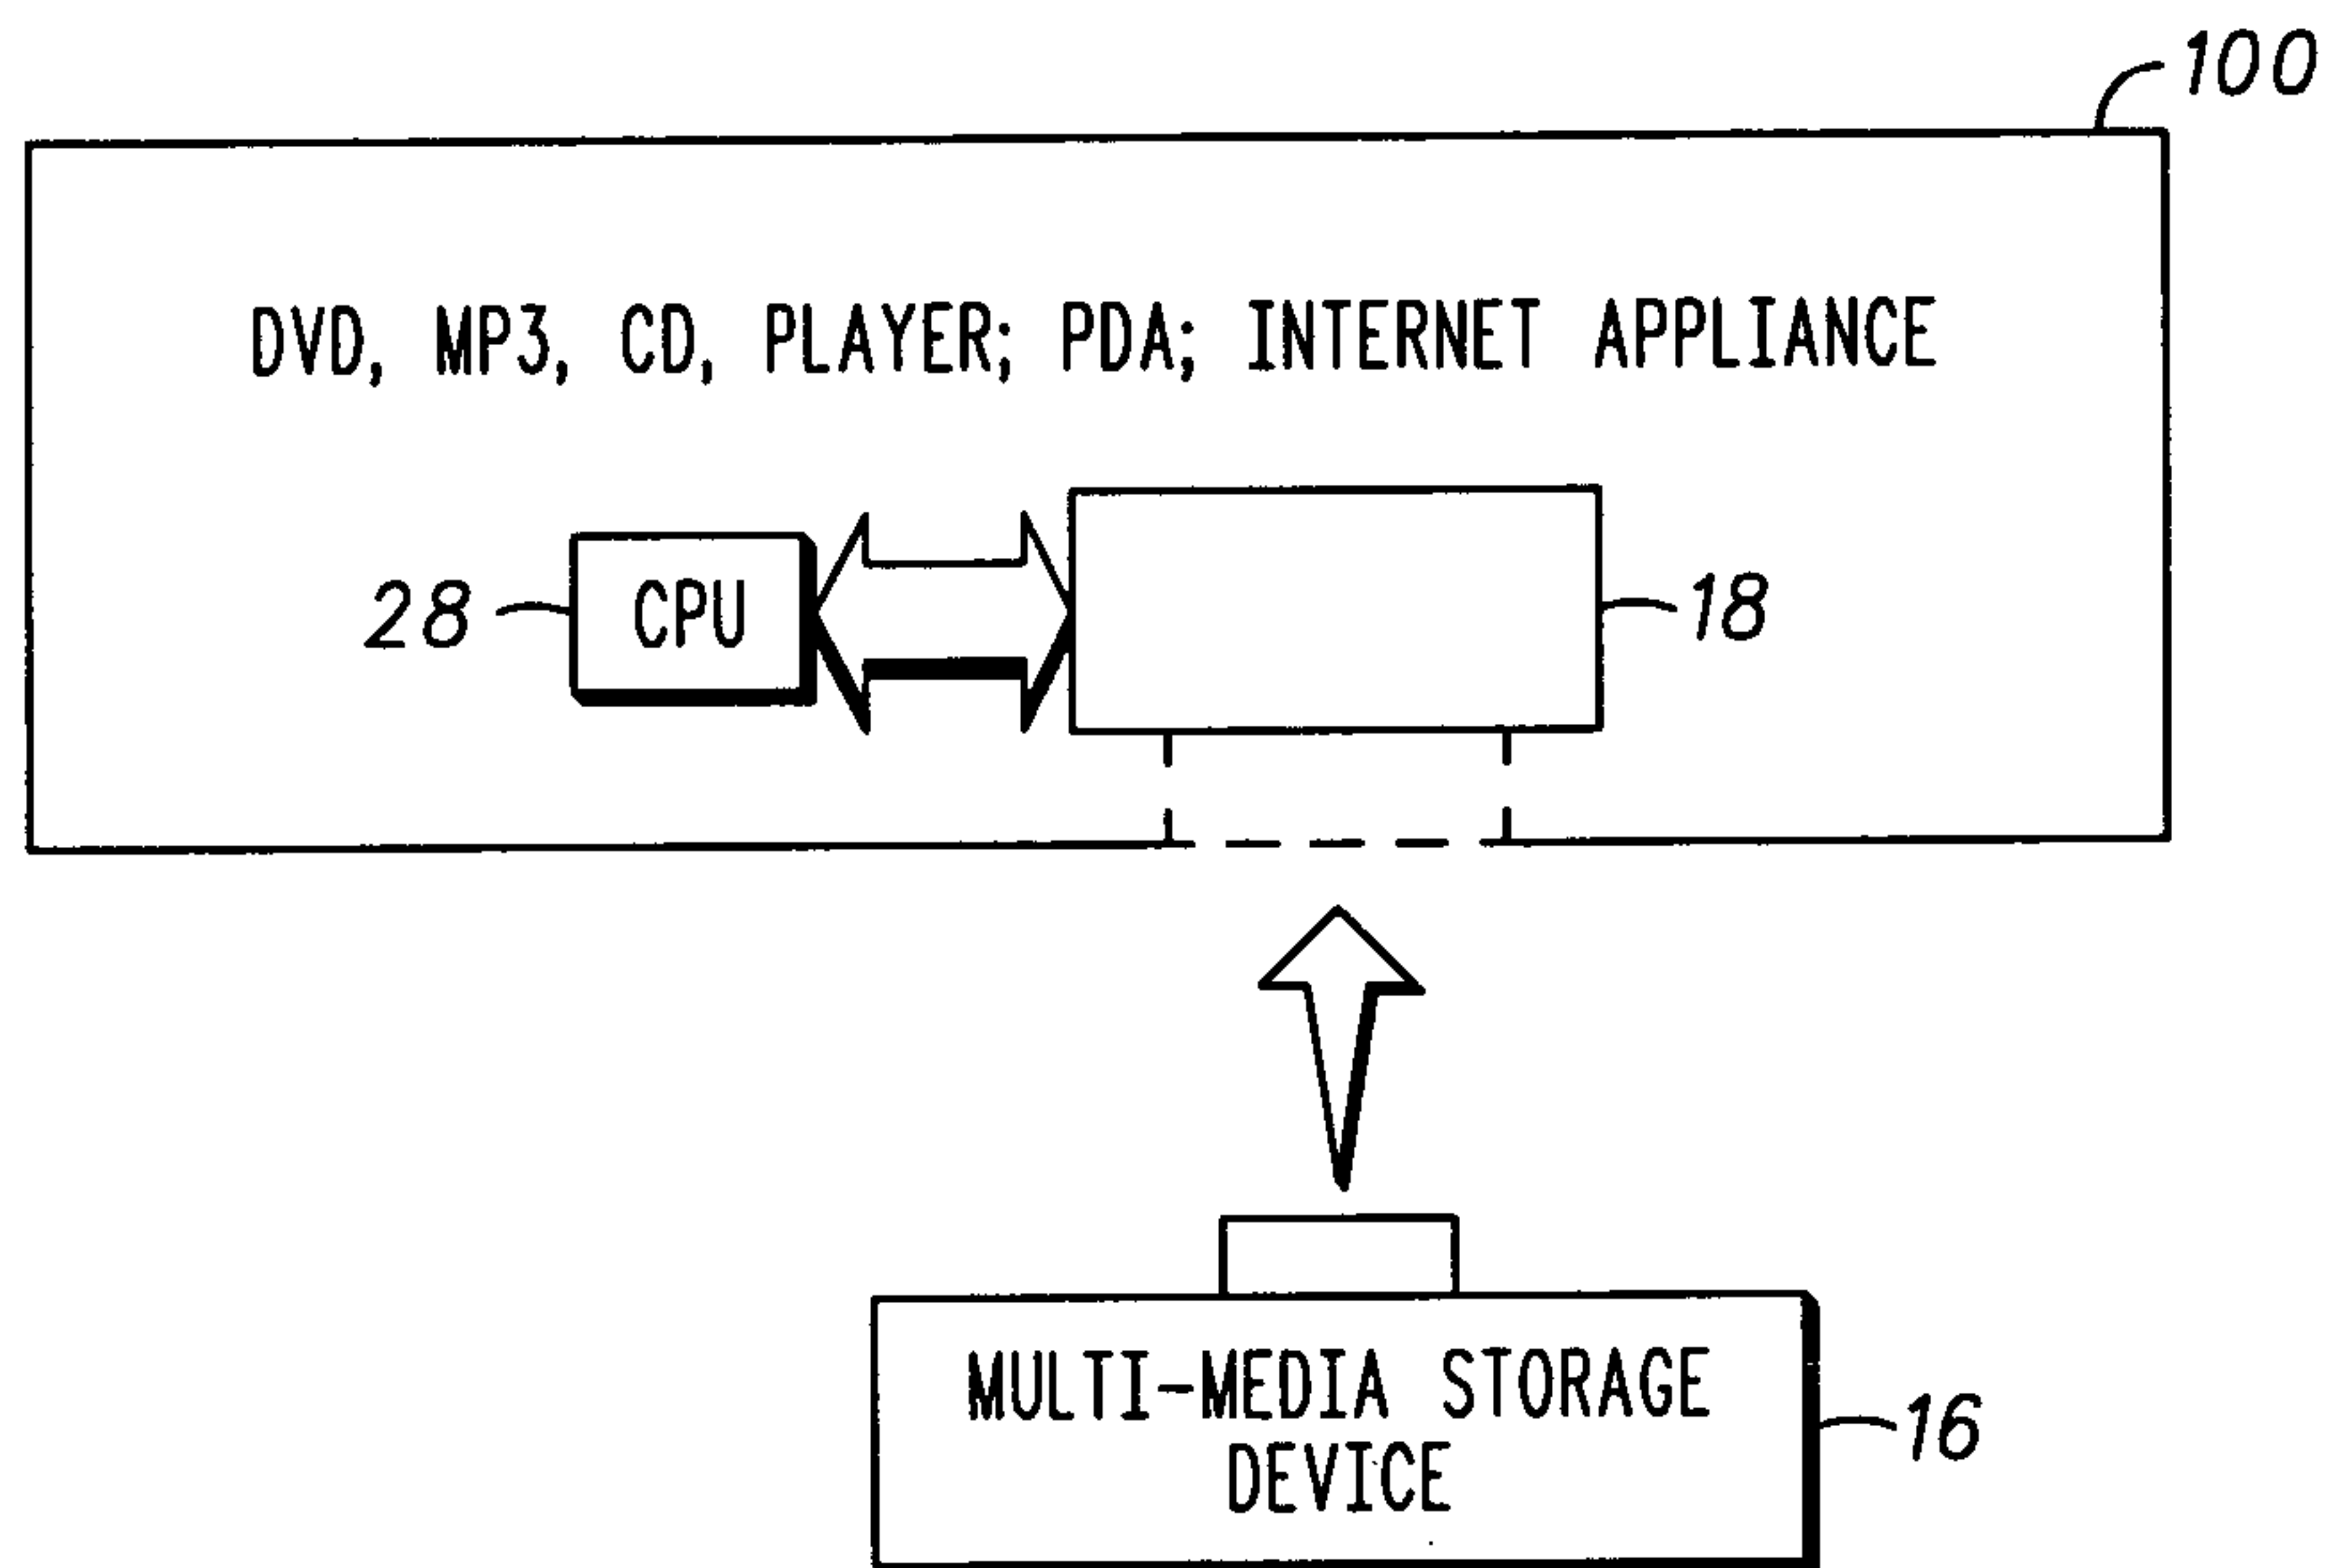 100
DVD, MP3, CD, PLAYER; PDA; INTERNET APPLIANCE
28
CPU
18
MULTI-MEDIA STORAGE
DEVICE
16